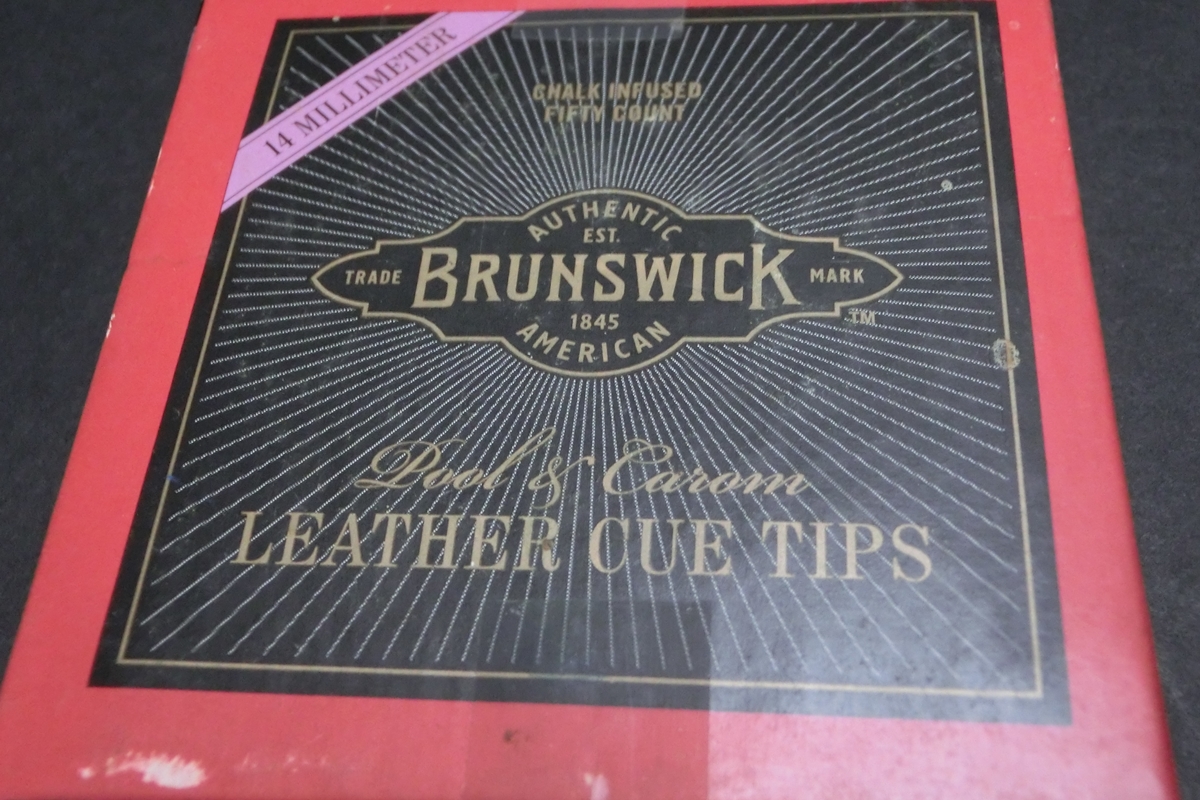 14 MILLIMETER
CHALK INFUSED
FIFTY COUNT
AUTHENTIC
EST.
TRADE BRUNSWICK MARK
TM
1845
AMERICAN
Pool & Carom
LEATHER CUE TIPS